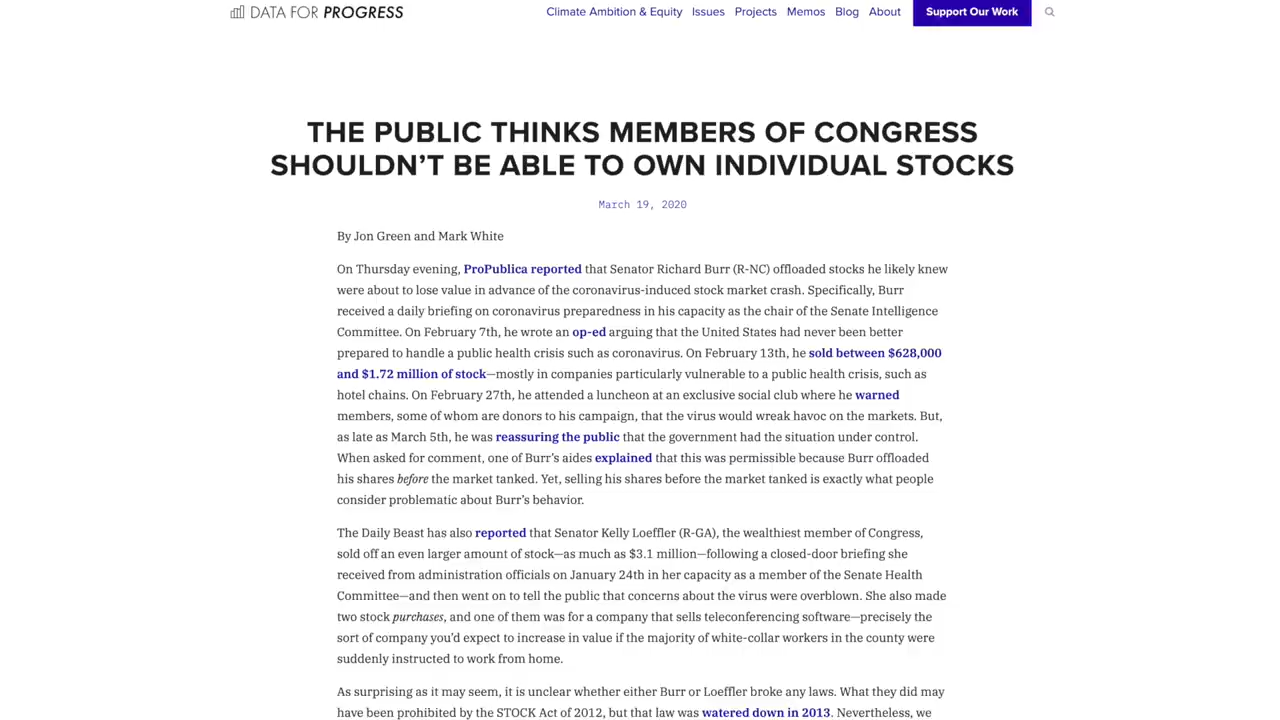 DATA FOR PROGRESS
Climate Ambition & Equity Issues Projects Memos Blog About Support Our Work
THE PUBLIC THINKS MEMBERS OF CONGRESS
SHOULDN’T BE ABLE TO OWN INDIVIDUAL STOCKS
March 19, 2020
By Jon Green and Mark White
On Thursday evening, ProPublica reported that Senator Richard Burr (R-NC) offloaded stocks he likely knew
were about to lose value in advance of the coronavirus-induced stock market crash. Specifically, Burr
received a daily briefing on coronavirus preparedness in his capacity as the chair of the Senate Intelligence
Committee. On February 7th, he wrote an op-ed arguing that the United States had never been better
prepared to handle a public health crisis such as coronavirus. On February 13th, he sold between $628,000
and $1.72 million of stock—mostly in companies particularly vulnerable to a public health crisis, such as
hotel chains. On February 27th, he attended a luncheon at an exclusive social club where he warned
members, some of whom are donors to his campaign, that the virus would wreak havoc on the markets. But,
as late as March 5th, he was reassuring the public that the government had the situation under control.
When asked for comment, one of Burr’s aides explained that this was permissible because Burr offloaded
his shares before the market tanked. Yet, selling his shares before the market tanked is exactly what people
consider problematic about Burr’s behavior.
The Daily Beast has also reported that Senator Kelly Loeffler (R-GA), the wealthiest member of Congress,
sold off an even larger amount of stock—as much as $3.1 million—following a closed-door briefing she
received from administration officials on January 24th in her capacity as a member of the Senate Health
Committee—and then went on to tell the public that concerns about the virus were overblown. She also made
two stock purchases, and one of them was for a company that sells teleconferencing software—precisely the
sort of company you’d expect to increase in value if the majority of white-collar workers in the county were
suddenly instructed to work from home.
As surprising as it may seem, it is unclear whether either Burr or Loeffler broke any laws. What they did may
have been prohibited by the STOCK Act of 2012, but that law was watered down in 2013. Nevertheless, we